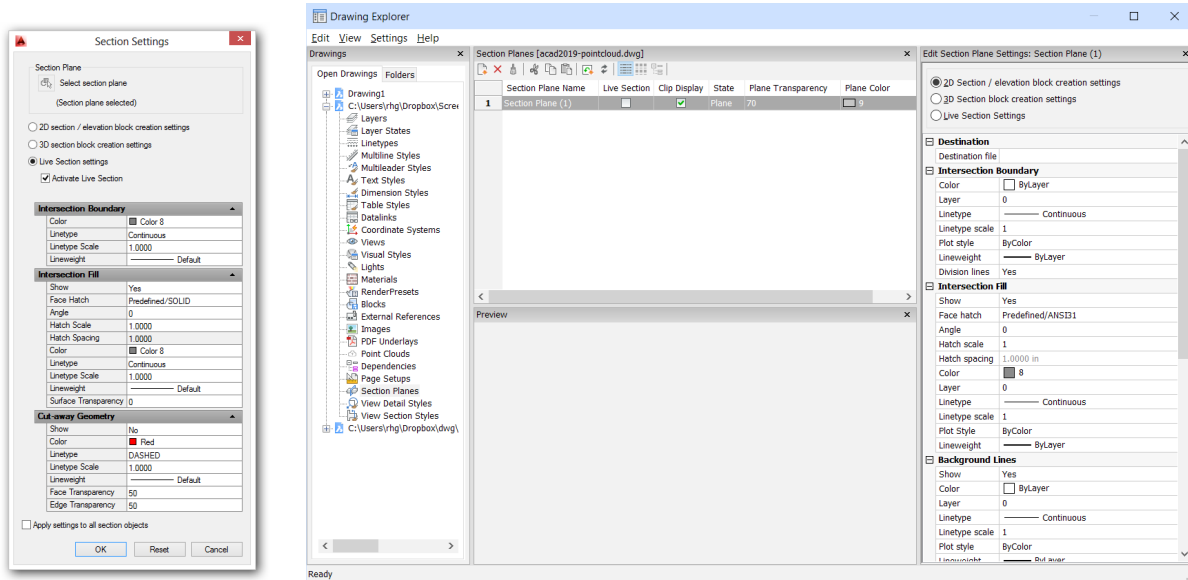 Section Settings
Section Plane
Select section plane
(Section plane selected)
2D section / elevation block creation settings
3D section block creation settings
Live Section settings
Activate Live Section
Intersection Boundary
Color Color 8
Linetype Continuous
Linetype Scale 1.0000
Lineweight Default
Intersection Fill
Show Yes
Face Hatch Predefined/SOLID
Angle 0
Hatch Scale 1.0000
Hatch Spacing 1.0000
Color Color 8
Linetype Continuous
Linetype Scale 1.0000
Lineweight Default
Surface Transparency 0
Cut-away Geometry
Show No
Color Red
Linetype DASHED
Linetype Scale 1.0000
Lineweight Default
Face Transparency 50
Edge Transparency 50
Apply settings to all section objects
OK Reset Cancel
Drawing Explorer
Edit View Settings Help
Drawings
Open Drawings Folders
Drawing1
C:\Users\rhg\Dropbox\Scree
Layers
Layer States
Linetypes
Multiline Styles
Multileader Styles
Text Styles
Dimension Styles
Table Styles
Datalinks
Coordinate Systems
Views
Visual Styles
Lights
Materials
RenderPresets
Blocks
External References
Images
PDF Underlays
Point Clouds
Dependencies
Page Setups
Section Planes
View Detail Styles
View Section Styles
C:\Users\rhg\Dropbox\dwg\
Section Planes [acad2019-pointcloud.dwg]
Section Plane Name Live Section Clip Display State Plane Transparency Plane Color
1 Section Plane (1) Plane 70 9
Preview
Edit Section Plane Settings: Section Plane (1)
2D Section / elevation block creation settings
3D Section block creation settings
Live Section Settings
Destination
Destination file
Intersection Boundary
Color ByLayer
Layer 0
Linetype Continuous
Linetype scale 1
Plot style ByColor
Lineweight ByLayer
Division lines Yes
Intersection Fill
Show Yes
Face hatch Predefined/ANSI31
Angle 0
Hatch scale 1
Hatch spacing 1.0000 in
Color 8
Layer 0
Linetype Continuous
Linetype scale 1
Plot Style ByColor
Lineweight ByLayer
Background Lines
Show Yes
Color ByLayer
Layer 0
Linetype Continuous
Linetype scale 1
Plot style ByColor
Lineweight ByLayer
Ready